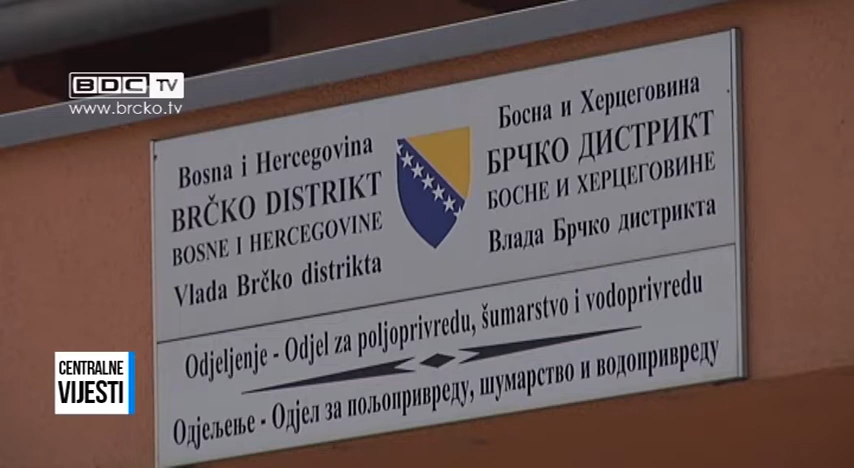 BDC TV
www.brcko.tv
Bosna i Hercegovina
BRČKO DISTRIKT
BOSNE I HERCEGOVINE
Vlada Brčko distrikta
Босна и Херцеговина
БРЧКО ДИСТРИКТ
БОСНЕ И ХЕРЦЕГОВИНЕ
Влада Брчко дистрикта
Odjeljenje - Odjel za poljoprivredu, šumarstvo i vodoprivredu
Одјељење - Одјел за пољопривреду, шумарство и водопривреду
CENTRALNE
VIJESTI